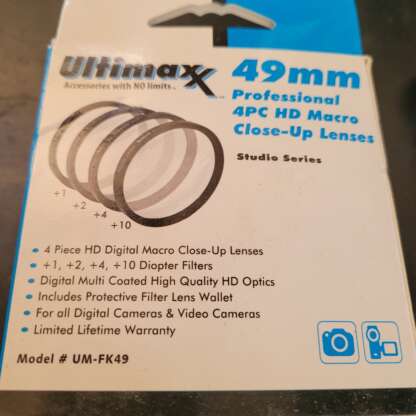 Ultimaxx
Accessories with NO limits..
49mm
Professional
4PC HD Macro
Close-Up Lenses
Studio Series
+1
+2
+4
+10
• 4 Piece HD Digital Macro Close-Up Lenses
• +1, +2, +4, +10 Diopter Filters
• Digital Multi Coated High Quality HD Optics
• Includes Protective Filter Lens Wallet
• For all Digital Cameras & Video Cameras
• Limited Lifetime Warranty
Model # UM-FK49